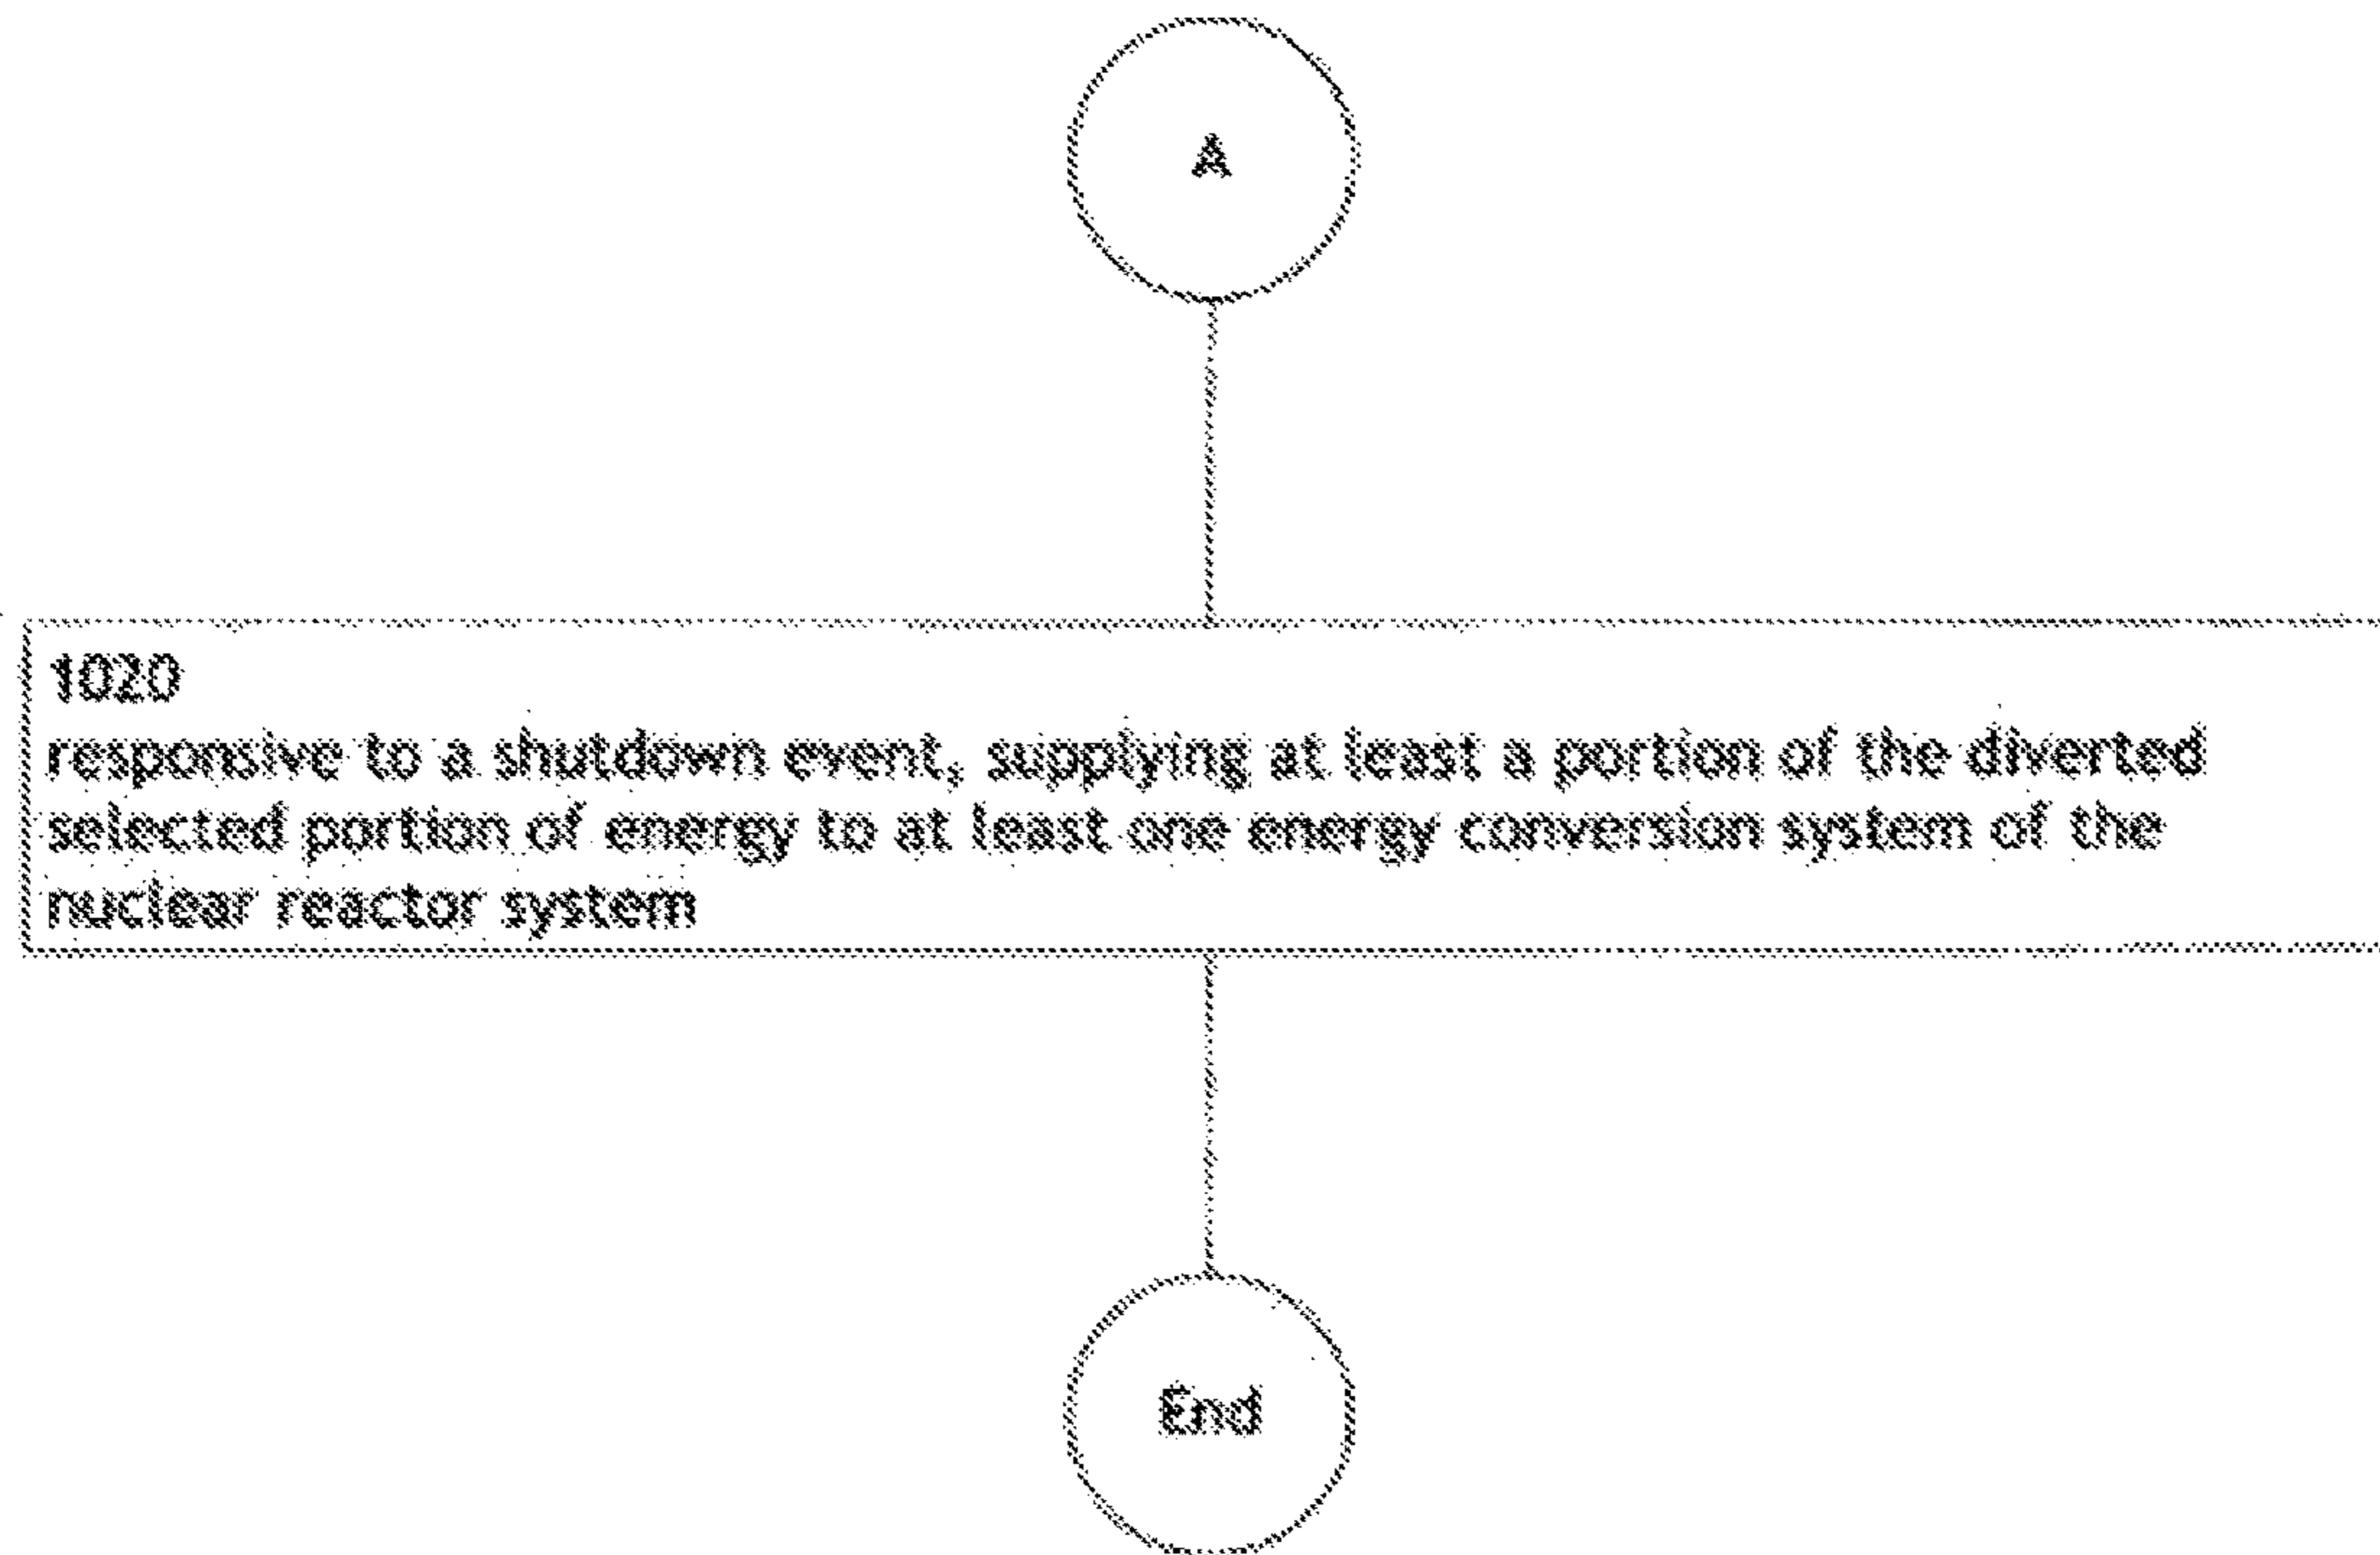 A
1020
responsive to a shutdown event, supplying at least a portion of the diverted
selected portion of energy to at least one energy conversion system of the
nuclear reactor system
End